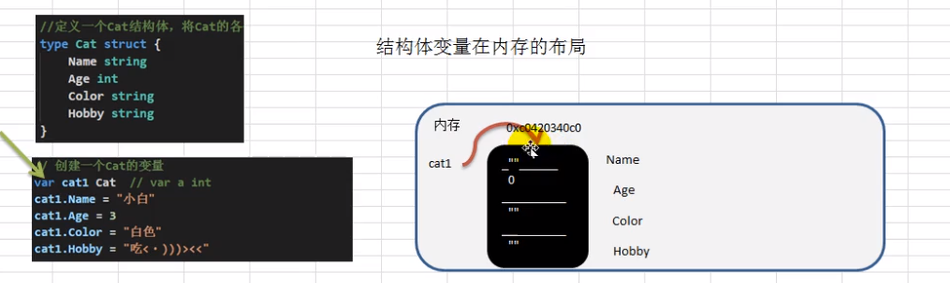 //定义一个Cat结构体，将Cat的各
type Cat struct {
Name string
Age int
Color string
Hobby string
}
结构体变量在内存的布局
// 创建一个Cat的变量
var cat1 Cat // var a int
cat1.Name = "小白"
cat1.Age = 3
cat1.Color = "白色"
cat1.Hobby = "吃<・)))><<"
内存
0xc0420340c0
cat1
""
Name
0
Age
""
Color
""
Hobby